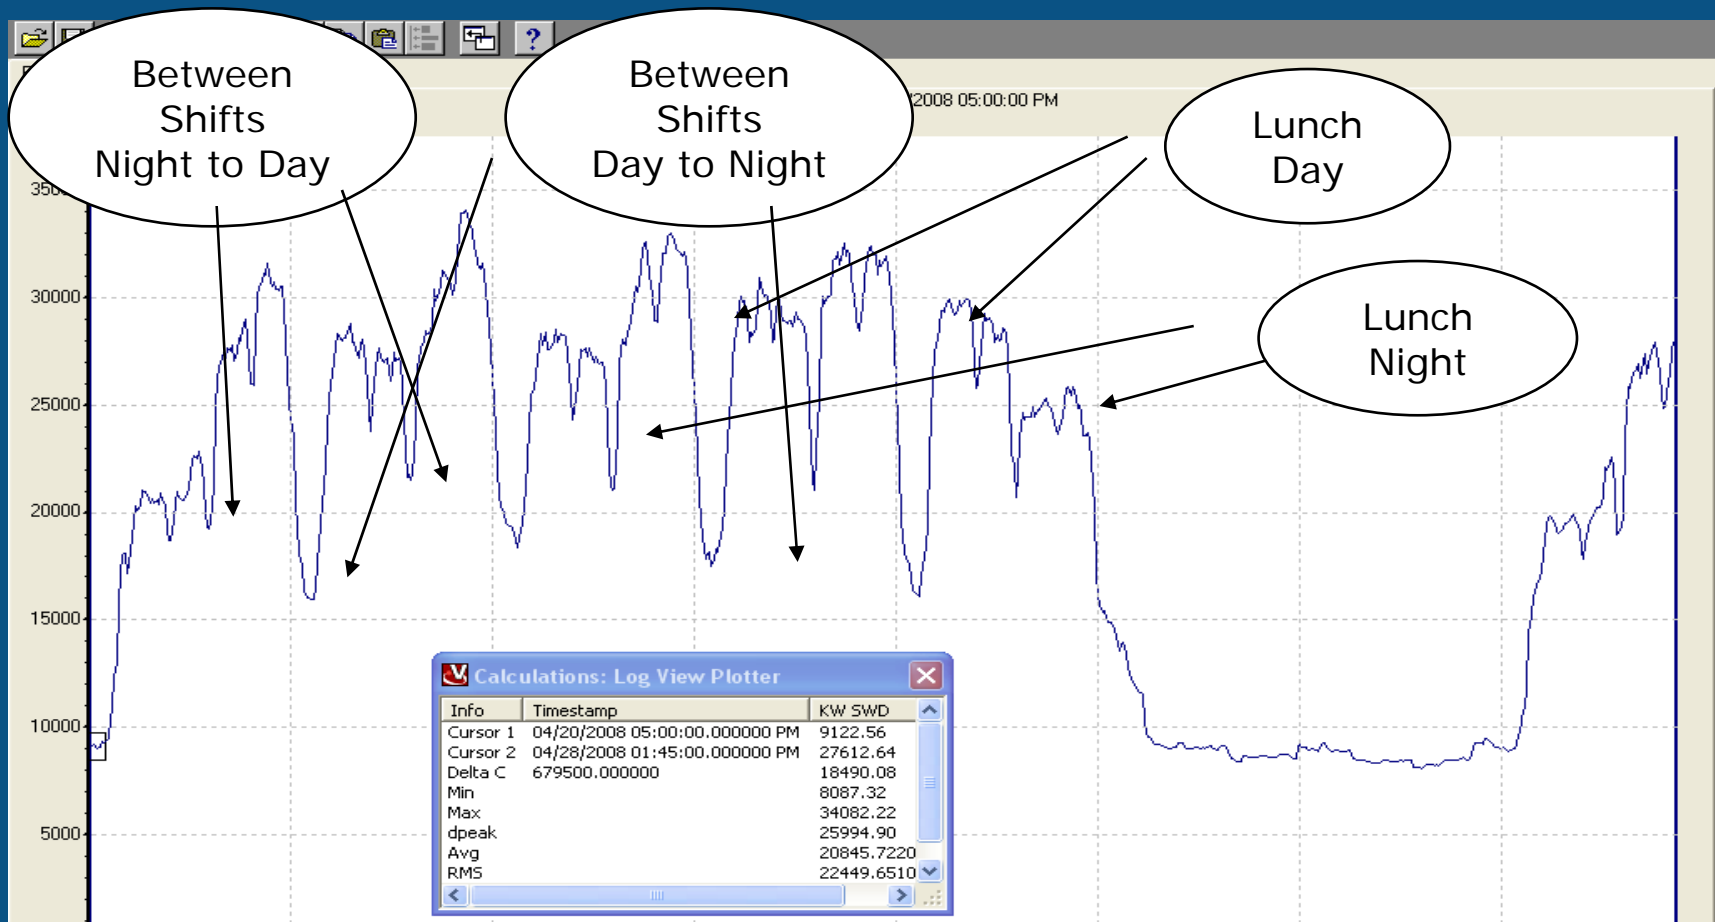 Between
Shifts
Night to Day
Between
Shifts
Day to Night
2008 05:00:00 PM
Lunch
Day
Lunch
Night
30000
25000
20000
15000
10000
5000
Calculations: Log View Plotter
Info Timestamp KW SWD
Cursor 1 04/20/2008 05:00:00.000000 PM 9122.56
Cursor 2 04/28/2008 01:45:00.000000 PM 27612.64
Delta C 679500.000000 18490.08
Min 8087.32
Max 34082.22
dpeak 25994.90
Avg 20845.7220
RMS 22449.6510